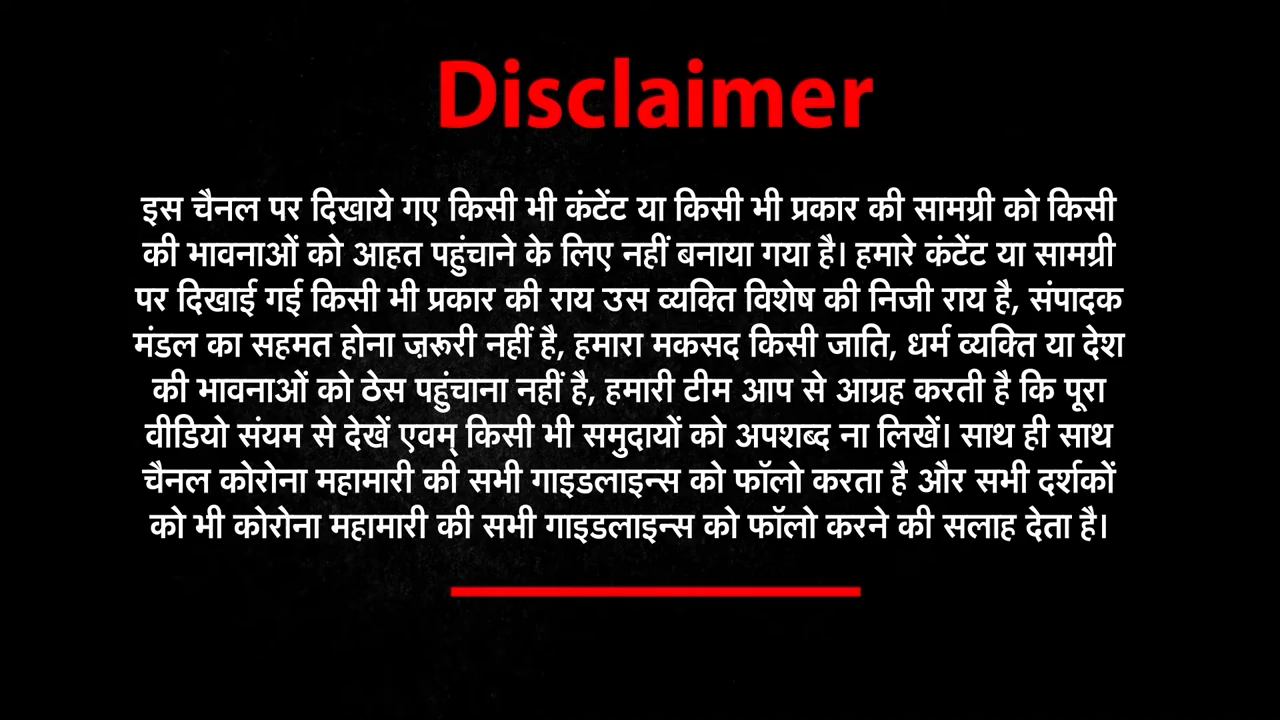 Disclaimer
इस चैनल पर दिखाये गए किसी भी कंटेंट या किसी भी प्रकार की सामग्री को किसी
की भावनाओं को आहत पहुंचाने के लिए नहीं बनाया गया है। हमारे कंटेंट या सामग्री
पर दिखाई गई किसी भी प्रकार की राय उस व्यक्ति विशेष की निजी राय है, संपादक
मंडल का सहमत होना ज़रूरी नहीं है, हमारा मकसद किसी जाति, धर्म व्यक्ति या देश
की भावनाओं को ठेस पहुंचाना नहीं है, हमारी टीम आप से आग्रह करती है कि पूरा
वीडियो संयम से देखें एवम् किसी भी समुदायों को अपशब्द ना लिखें। साथ ही साथ
चैनल कोरोना महामारी की सभी गाइडलाइन्स को फॉलो करता है और सभी दर्शकों
को भी कोरोना महामारी की सभी गाइडलाइन्स को फॉलो करने की सलाह देता है।